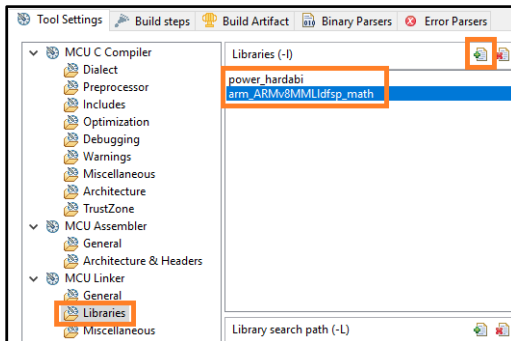 Tool Settings Build steps Build Artifact Binary Parsers Error Parsers
MCU C Compiler
Dialect
Preprocessor
Includes
Optimization
Debugging
Warnings
Miscellaneous
Architecture
TrustZone
MCU Assembler
General
Architecture & Headers
MCU Linker
General
Libraries
Miscellaneous
Libraries (-l)
power_hardabi
arm_ARMv8MMLldfsp_math
Library search path (-L)